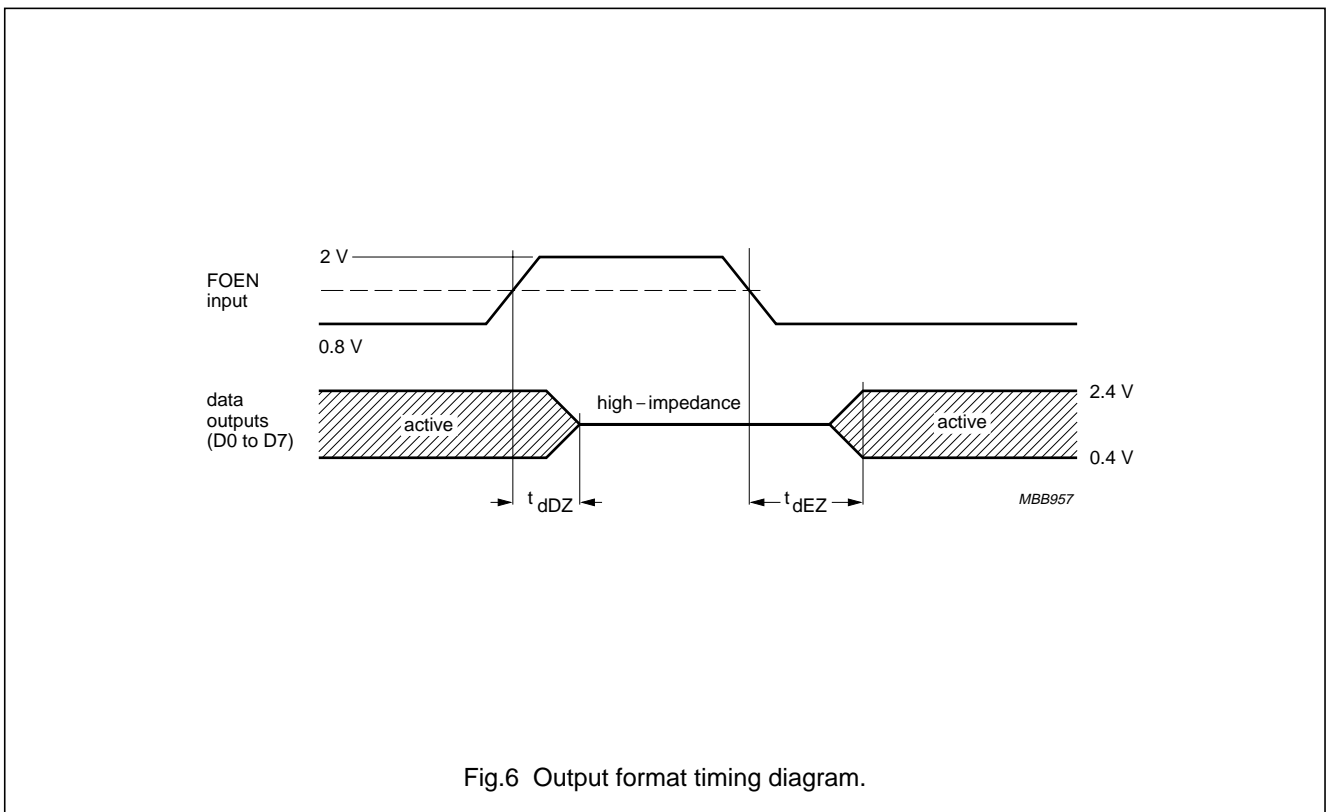 2 V
FOEN
input
0.8 V
data
outputs
(D0 to D7)
active
high–impedance
active
2.4 V
0.4 V
t dDZ
t dEZ
MBB957
Fig.6 Output format timing diagram.